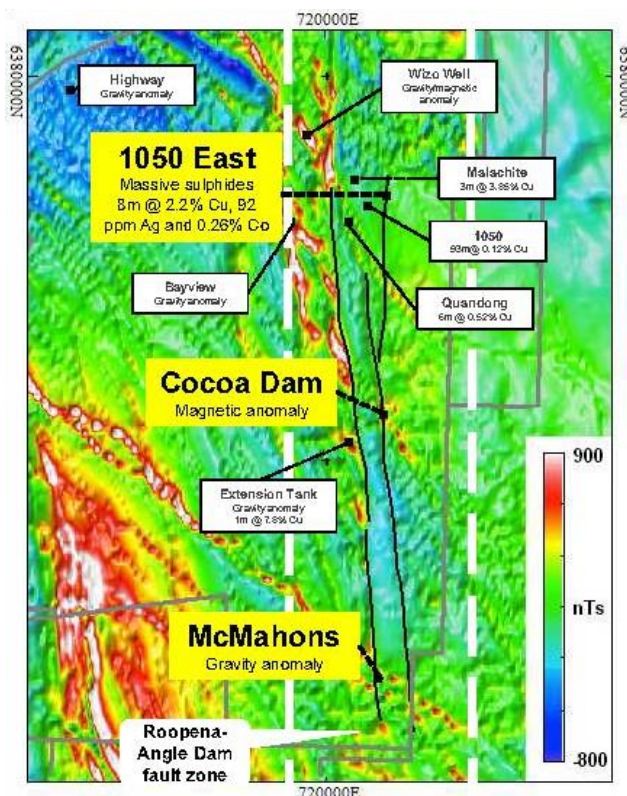 720000E
6380000N
6380000N
Highway
Gravity anomaly
Wizo Well
Gravity/magnetic
anomaly
1050 East
Massive sulphides
8m @ 2.2% Cu, 92
ppm Ag and 0.26% Co
Malachite
3m @ 3.85% Cu
1050
93m@ 0.12% Cu
Bayview
Gravity anomaly
Quandong
6m @ 0.52% Cu
Cocoa Dam
Magnetic anomaly
Extension Tank
Gravity anomaly
1m @ 7.8% Cu
900
nTs
-800
McMahons
Gravity anomaly
Roopena-
Angle Dam
fault zone
720000E